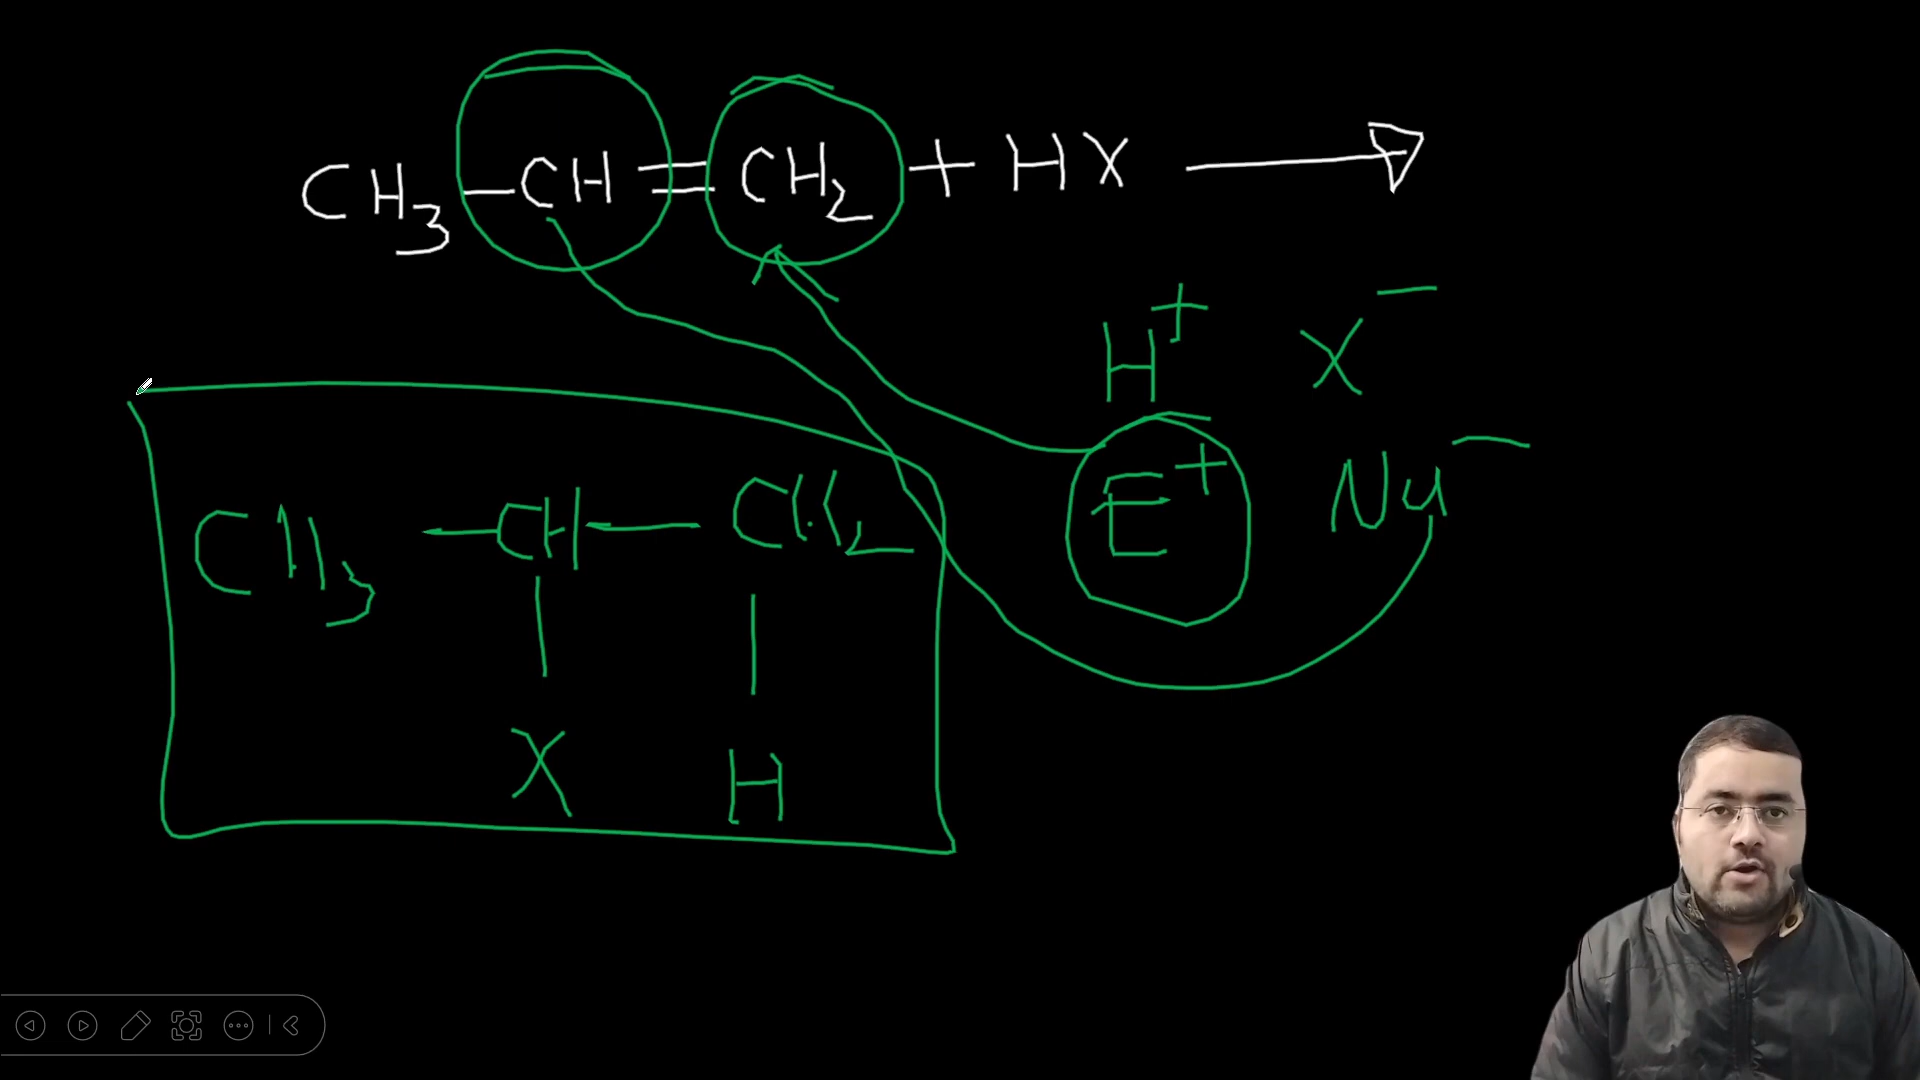 CH₃—CH=CH₂ + HX ⟶
H⁺ X⁻
E⁺ Nu⁻
CH₃—CH—CH₂
| |
X H